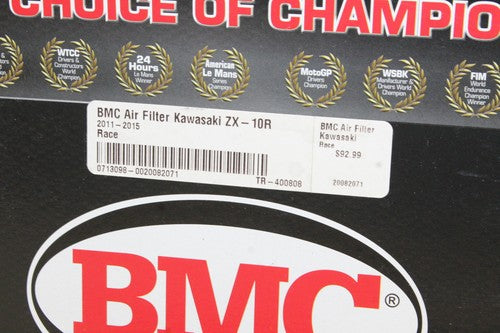 CHOICE OF CHAMPIO
WTCC
Drivers &
Constructors
World
Champion
24
Hours
Le Mans
Winner
American
Le Mans
Series
MotoGP
Drivers
Champion
WSBK
Manufacturer &
Drivers World
Champion
FIM
World
Endurance
Champion
Winner
BMC Air Filter Kawasaki ZX-10R
2011-2015
Race
0713098-0020082071
TR-400808
BMC Air Filter
Kawasaki
Race
$92.99
20082071
BMC®